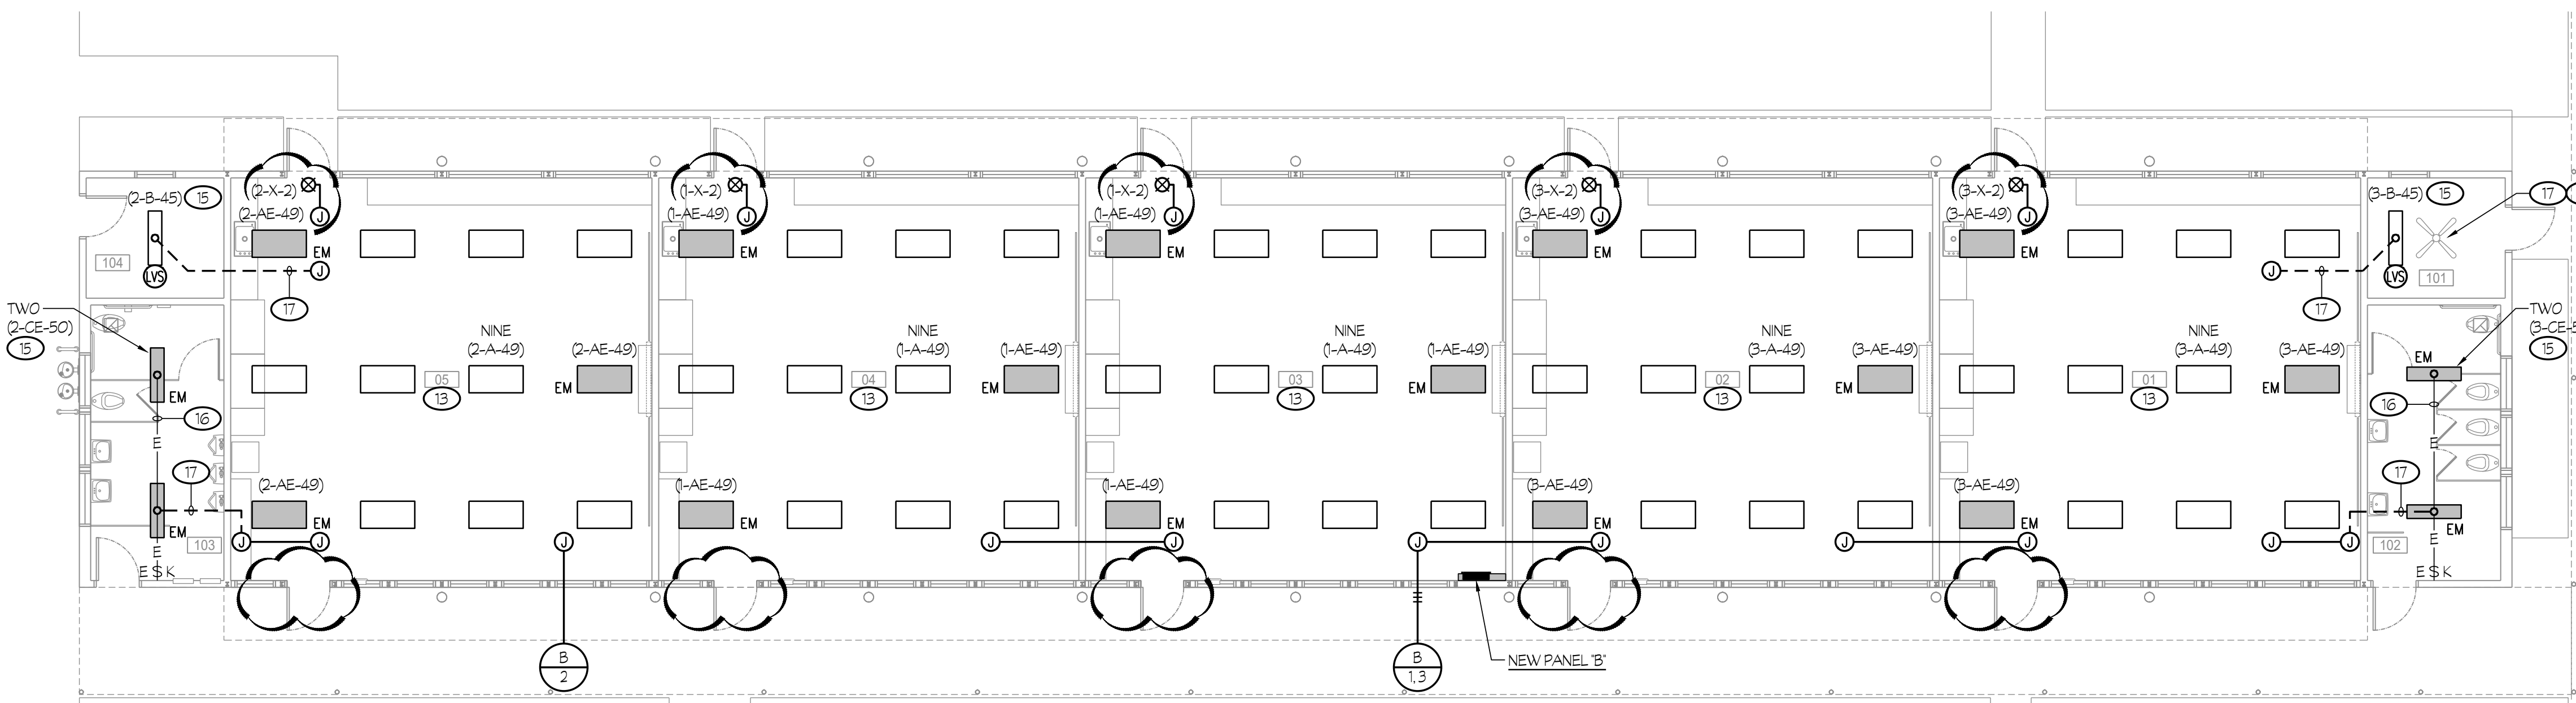 (2-X-2)
(2-AE-49)
J
EM
(2-B-45)
15
104
LVS
J
17
TWO
(2-CE-50)
15
EM
16
E
17
EM
103
E
E$K
NINE
(2-A-49)
05
13
(2-AE-49)
EM
(2-AE-49)
EM
J
J
J
B
2
(1-X-2)
(1-AE-49)
J
EM
NINE
(1-A-49)
04
13
(1-AE-49)
EM
(1-AE-49)
EM
J
J
(1-X-2)
(1-AE-49)
J
EM
NINE
(1-A-49)
03
13
(1-AE-49)
EM
(1-AE-49)
EM
J
J
B
1,3
NEW PANEL "B"
(3-X-2)
(3-AE-49)
J
EM
NINE
(3-A-49)
02
13
(3-AE-49)
EM
(3-AE-49)
EM
J
J
(3-X-2)
(3-AE-49)
J
EM
NINE
(3-A-49)
01
13
(3-AE-49)
EM
(3-AE-49)
EM
J
J
J
17
(3-B-45)
15
17
LVS
101
TWO
15
EM
16
E
17
EM
E
102
E$K